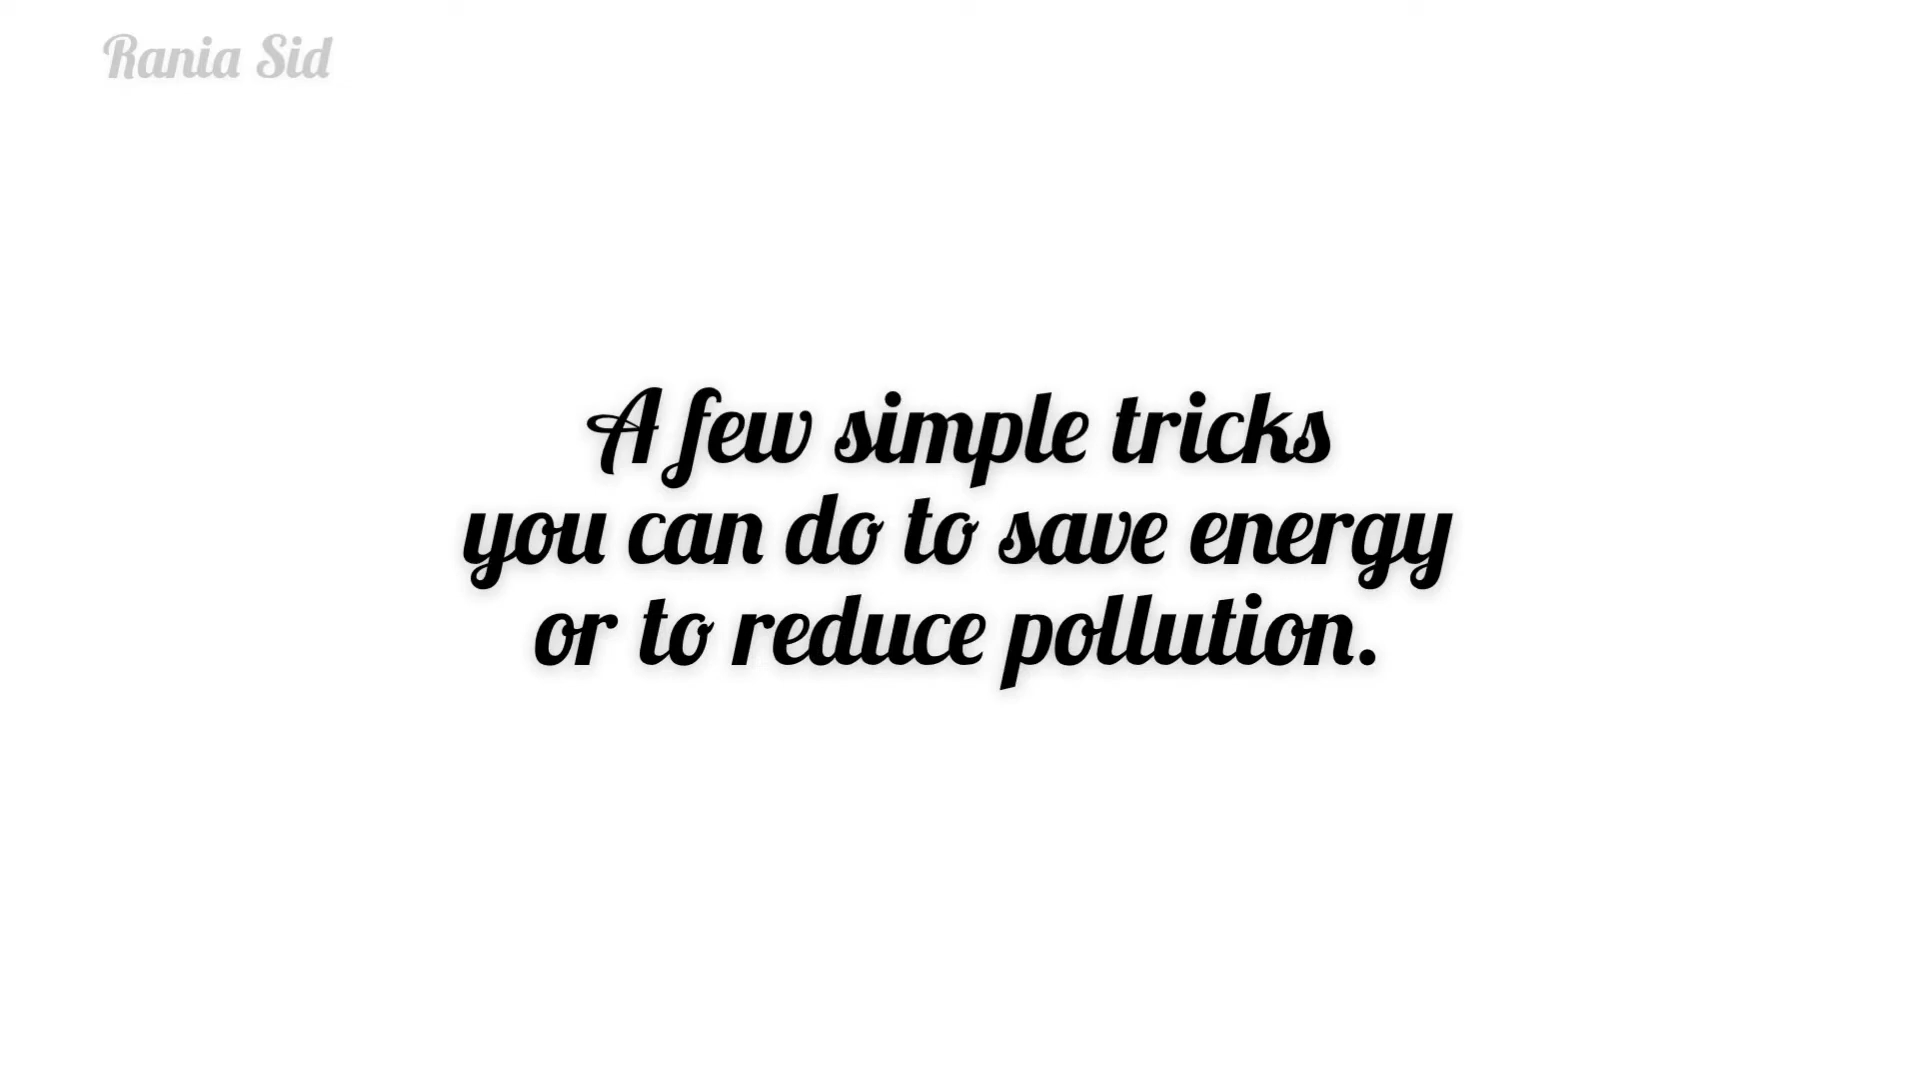 Rania Sid
A few simple tricks
you can do to save energy
or to reduce pollution.